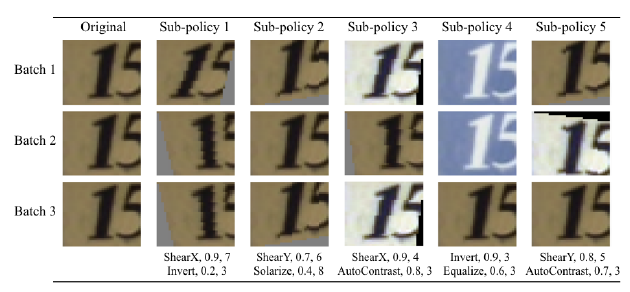 Original Sub-policy 1 Sub-policy 2 Sub-policy 3 Sub-policy 4 Sub-policy 5
Batch 1 15 15 15 15 15 15
Batch 2 15 15 15 15 15 15
Batch 3 15 15 15 15 15 15
ShearX, 0.9, 7 ShearY, 0.7, 6 ShearX, 0.9, 4 Invert, 0.9, 3 ShearY, 0.8, 5
Invert, 0.2, 3 Solarize, 0.4, 8 AutoContrast, 0.8, 3 Equalize, 0.6, 3 AutoContrast, 0.7, 3